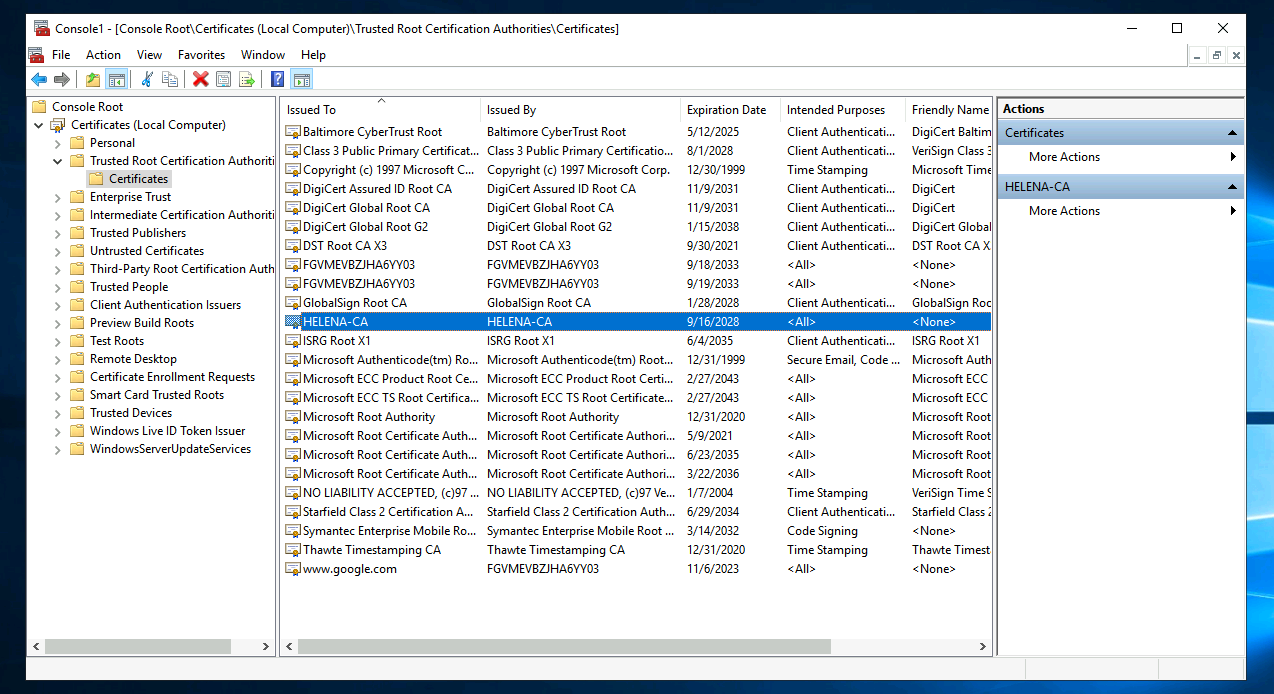 Console1 - [Console Root\Certificates (Local Computer)\Trusted Root Certification Authorities\Certificates]
File Action View Favorites Window Help
Console Root
Certificates (Local Computer)
Personal
Trusted Root Certification Authoriti
Certificates
Enterprise Trust
Intermediate Certification Authoriti
Trusted Publishers
Untrusted Certificates
Third-Party Root Certification Auth
Trusted People
Client Authentication Issuers
Preview Build Roots
Test Roots
Remote Desktop
Certificate Enrollment Requests
Smart Card Trusted Roots
Trusted Devices
Windows Live ID Token Issuer
WindowsServerUpdateServices
Issued To Issued By Expiration Date Intended Purposes Friendly Name
Baltimore CyberTrust Root Baltimore CyberTrust Root 5/12/2025 Client Authenticati... DigiCert Baltim
Class 3 Public Primary Certificat... Class 3 Public Primary Certificatio... 8/1/2028 Client Authenticati... VeriSign Class 3
Copyright (c) 1997 Microsoft C... Copyright (c) 1997 Microsoft Corp. 12/30/1999 Time Stamping Microsoft Time
DigiCert Assured ID Root CA DigiCert Assured ID Root CA 11/9/2031 Client Authenticati... DigiCert
DigiCert Global Root CA DigiCert Global Root CA 11/9/2031 Client Authenticati... DigiCert
DigiCert Global Root G2 DigiCert Global Root G2 1/15/2038 Client Authenticati... DigiCert Global
DST Root CA X3 DST Root CA X3 9/30/2021 Client Authenticati... DST Root CA X
FGVMEVBZJHA6YY03 FGVMEVBZJHA6YY03 9/18/2033 <All> <None>
FGVMEVBZJHA6YY03 FGVMEVBZJHA6YY03 9/19/2033 <All> <None>
GlobalSign Root CA GlobalSign Root CA 1/28/2028 Client Authenticati... GlobalSign Roc
HELENA-CA HELENA-CA 9/16/2028 <All> <None>
ISRG Root X1 ISRG Root X1 6/4/2035 Client Authenticati... ISRG Root X1
Microsoft Authenticode(tm) Ro... Microsoft Authenticode(tm) Root... 12/31/1999 Secure Email, Code ... Microsoft Auth
Microsoft ECC Product Root Ce... Microsoft ECC Product Root Certi... 2/27/2043 <All> Microsoft ECC
Microsoft ECC TS Root Certifica... Microsoft ECC TS Root Certificate... 2/27/2043 <All> Microsoft ECC
Microsoft Root Authority Microsoft Root Authority 12/31/2020 <All> Microsoft Root
Microsoft Root Certificate Auth... Microsoft Root Certificate Authori... 5/9/2021 <All> Microsoft Root
Microsoft Root Certificate Auth... Microsoft Root Certificate Authori... 6/23/2035 <All> Microsoft Root
Microsoft Root Certificate Auth... Microsoft Root Certificate Authori... 3/22/2036 <All> Microsoft Root
NO LIABILITY ACCEPTED, (c)97 ... NO LIABILITY ACCEPTED, (c)97 Ve... 1/7/2004 Time Stamping VeriSign Time S
Starfield Class 2 Certification A... Starfield Class 2 Certification Auth... 6/29/2034 Client Authenticati... Starfield Class
Symantec Enterprise Mobile Ro... Symantec Enterprise Mobile Root ... 3/14/2032 Code Signing <None>
Thawte Timestamping CA Thawte Timestamping CA 12/31/2020 Time Stamping Thawte Timest
www.google.com FGVMEVBZJHA6YY03 11/6/2023 <All> <None>
Actions
Certificates
More Actions
HELENA-CA
More Actions